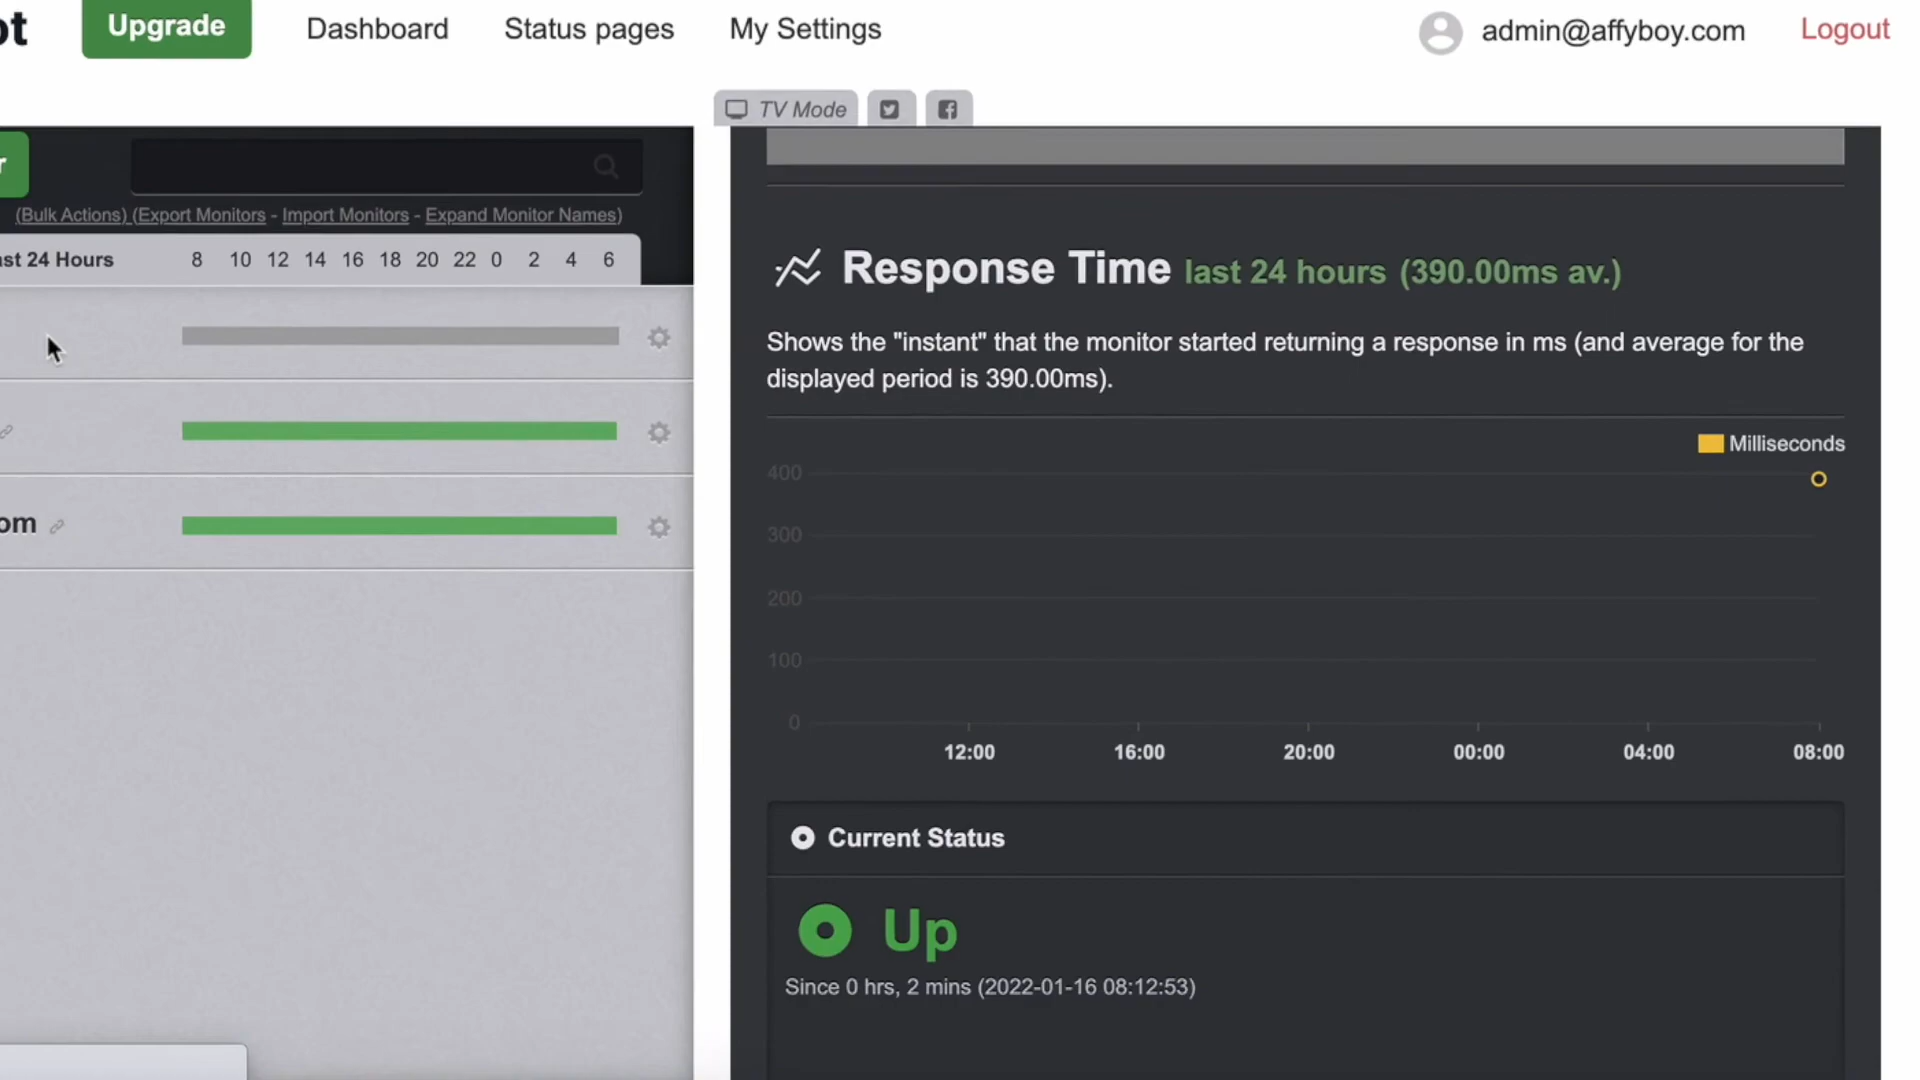 ot
Upgrade
Dashboard
Status pages
My Settings
admin@affyboy.com
Logout
TV Mode
r
(Bulk Actions) (Export Monitors - Import Monitors - Expand Monitor Names)
ast 24 Hours
8 10 12 14 16 18 20 22 0 2 4 6
om
Response Time last 24 hours (390.00ms av.)
Shows the "instant" that the monitor started returning a response in ms (and average for the
displayed period is 390.00ms).
Milliseconds
400
300
200
100
0
12:00 16:00 20:00 00:00 04:00 08:00
Current Status
Up
Since 0 hrs, 2 mins (2022-01-16 08:12:53)